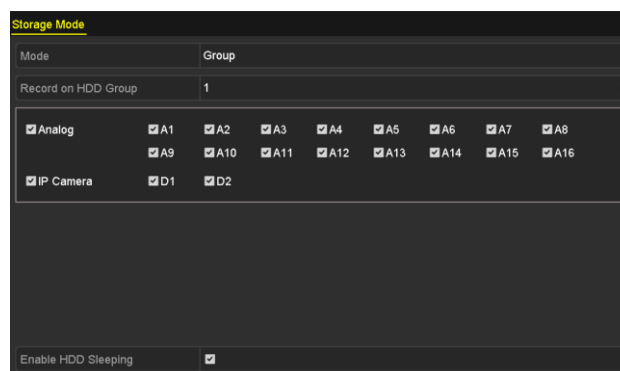 Storage Mode
Mode Group
Record on HDD Group 1
Analog A1 A2 A3 A4 A5 A6 A7 A8
A9 A10 A11 A12 A13 A14 A15 A16
IP Camera D1 D2
Enable HDD Sleeping